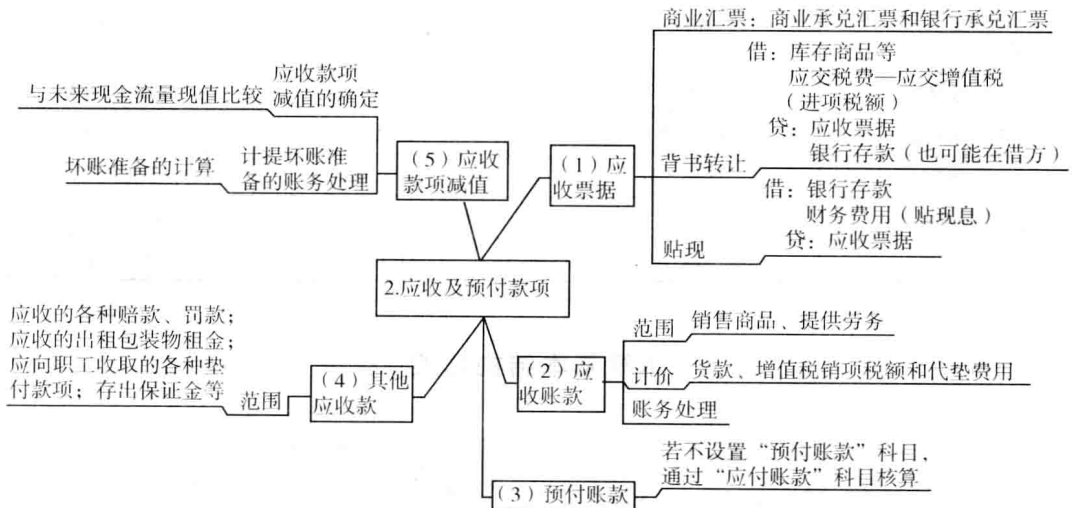 商业汇票：商业承兑汇票和银行承兑汇票
借：库存商品等
应交税费—应交增值税
（进项税额）
贷：应收票据
银行存款（也可能在借方）
背书转让
借：银行存款
财务费用（贴现息）
贷：应收票据
贴现
（1）应
收票据
应收款项
减值的确定
与未来现金流量现值比较
计提坏账准
备的账务处理
坏账准备的计算
（5）应收
款项减值
2.应收及预付款项
应收的各种赔款、罚款；
应收的出租包装物租金；
应向职工收取的各种垫
付款项；存出保证金等
范围
（4）其他
应收款
（2）应
收账款
范围
销售商品、提供劳务
计价
货款、增值税销项税额和代垫费用
账务处理
（3）预付账款
若不设置“预付账款”科目，
通过“应付账款”科目核算